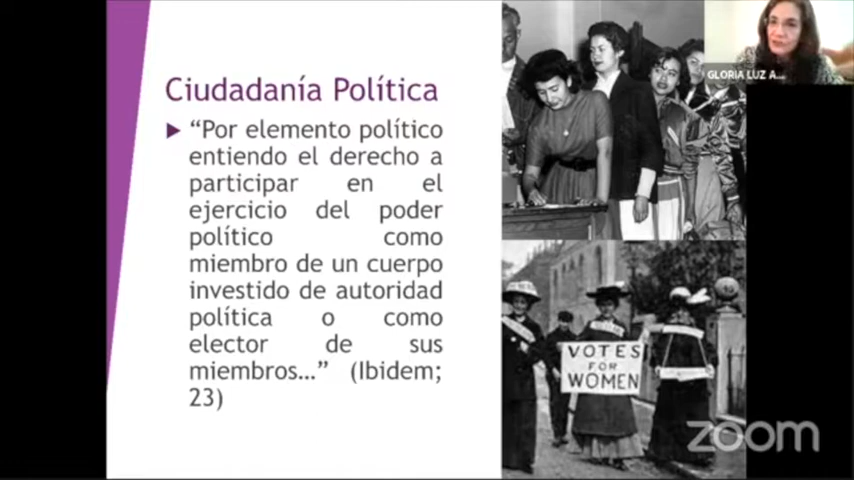 Ciudadanía Política
“Por elemento político
entiendo el derecho a
participar en el
ejercicio del poder
político como
miembro de un cuerpo
investido de autoridad
política o como
elector de sus
miembros…” (Ibidem;
23)
GLORIA LUZ A...
VOTES
FOR
WOMEN
zoom